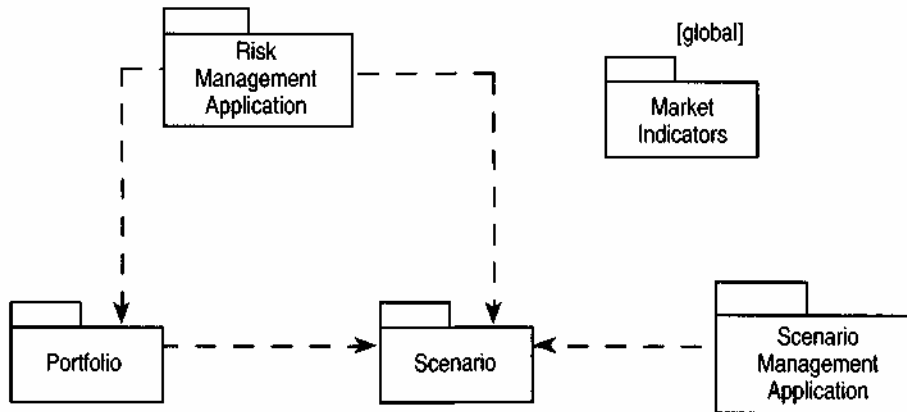 Risk
Management
Application
[global]
Market
Indicators
Portfolio
Scenario
Scenario
Management
Application